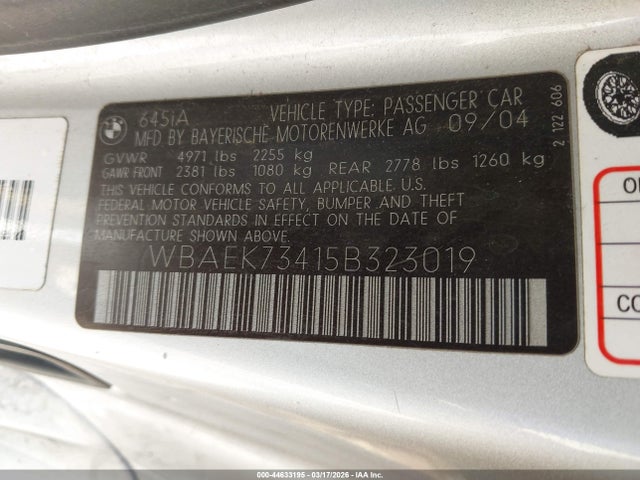 BMW
645iA VEHICLE TYPE: PASSENGER CAR
MFD BY BAYERISCHE MOTORENWERKE AG 09/04
GVWR 4971 lbs 2255 kg
GAWR FRONT 2381 lbs 1080 kg REAR 2778 lbs 1260 kg
THIS VEHICLE CONFORMS TO ALL APPLICABLE U.S.
FEDERAL MOTOR VEHICLE SAFETY, BUMPER AND THEFT
PREVENTION STANDARDS IN EFFECT ON THE DATE OF
MANUFACTURE SHOWN ABOVE.
WBAEK73415B323019
2 122 606
CO
000-44633195 - 03/17/2026 - IAA Inc.